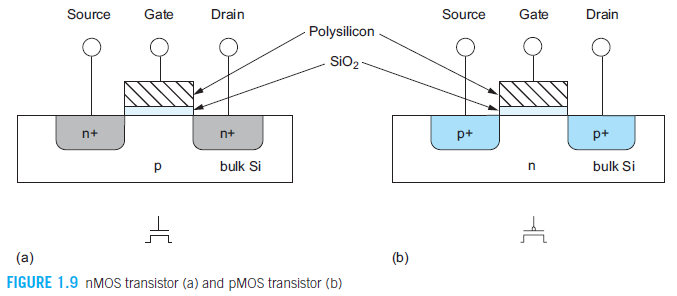 Source Gate Drain
Source Gate Drain
Polysilicon
SiO2
n+ n+
p bulk Si
p+ p+
n bulk Si
(a)
(b)
FIGURE 1.9 nMOS transistor (a) and pMOS transistor (b)